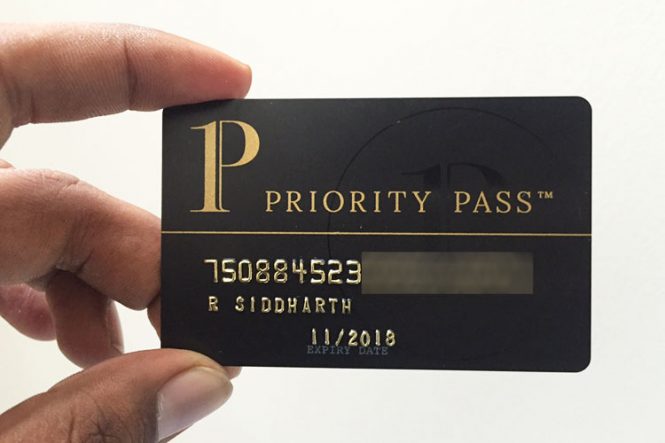 PRIORITY PASS™
750884523
R SIDDHARTH
11/2018
EXPIRY DATE